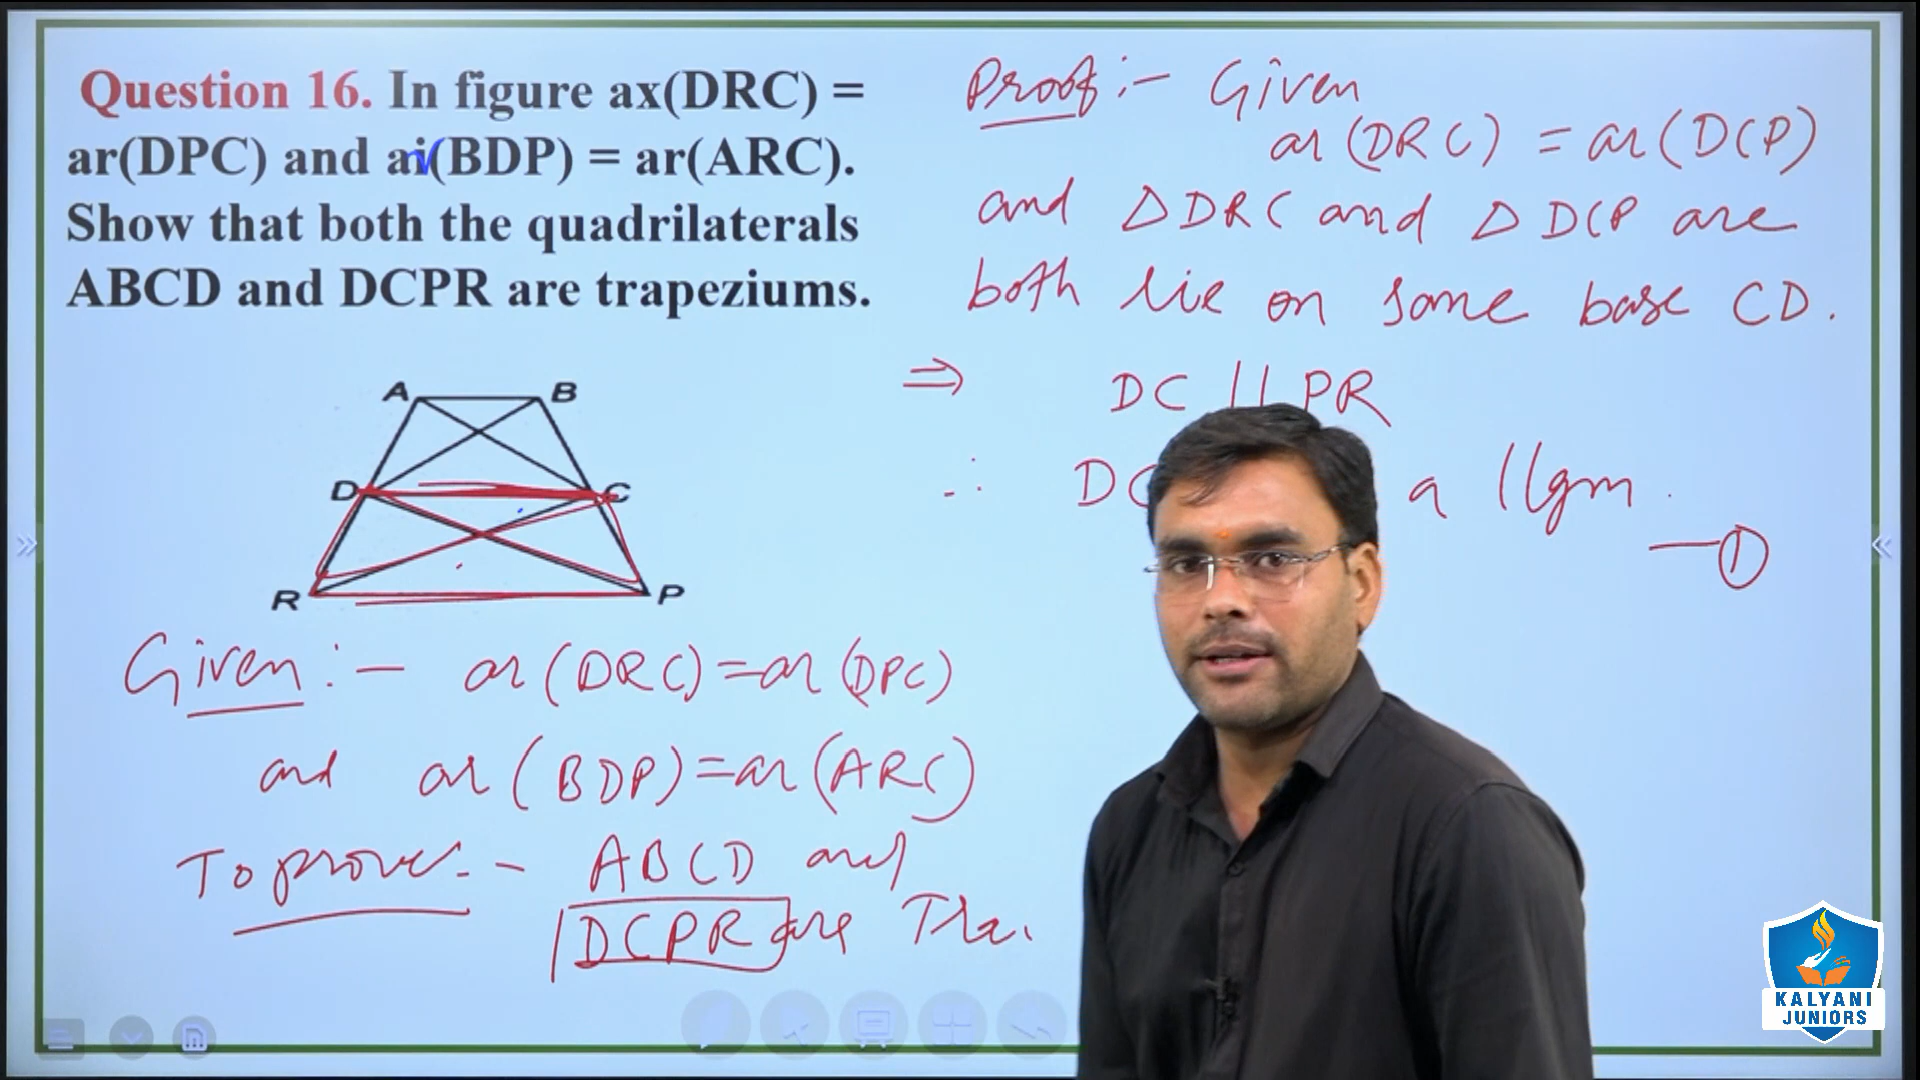 Question 16. In figure ax(DRC) =
ar(DPC) and ai(BDP) = ar(ARC).
Show that both the quadrilaterals
ABCD and DCPR are trapeziums.
A B
D C
R P
Given :- ar (DRC) = ar (DPC)
and ar (BDP) = ar (ARC)
To prove :- ABCD and
DCPR are Tra.
Proof :- Given
ar (DRC) = ar (DCP)
and △ DRC and △ DCP are
both lie on same base CD.
⇒ DC || PR
∴ DC a ||gm.
— ①
KALYANI
JUNIORS